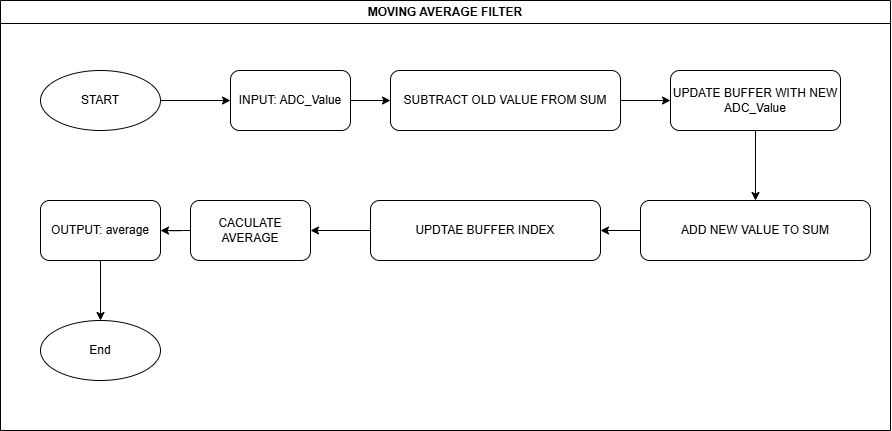 MOVING AVERAGE FILTER
START
INPUT: ADC_Value
SUBTRACT OLD VALUE FROM SUM
UPDATE BUFFER WITH NEW
ADC_Value
ADD NEW VALUE TO SUM
UPDTAE BUFFER INDEX
CACULATE
AVERAGE
OUTPUT: average
End